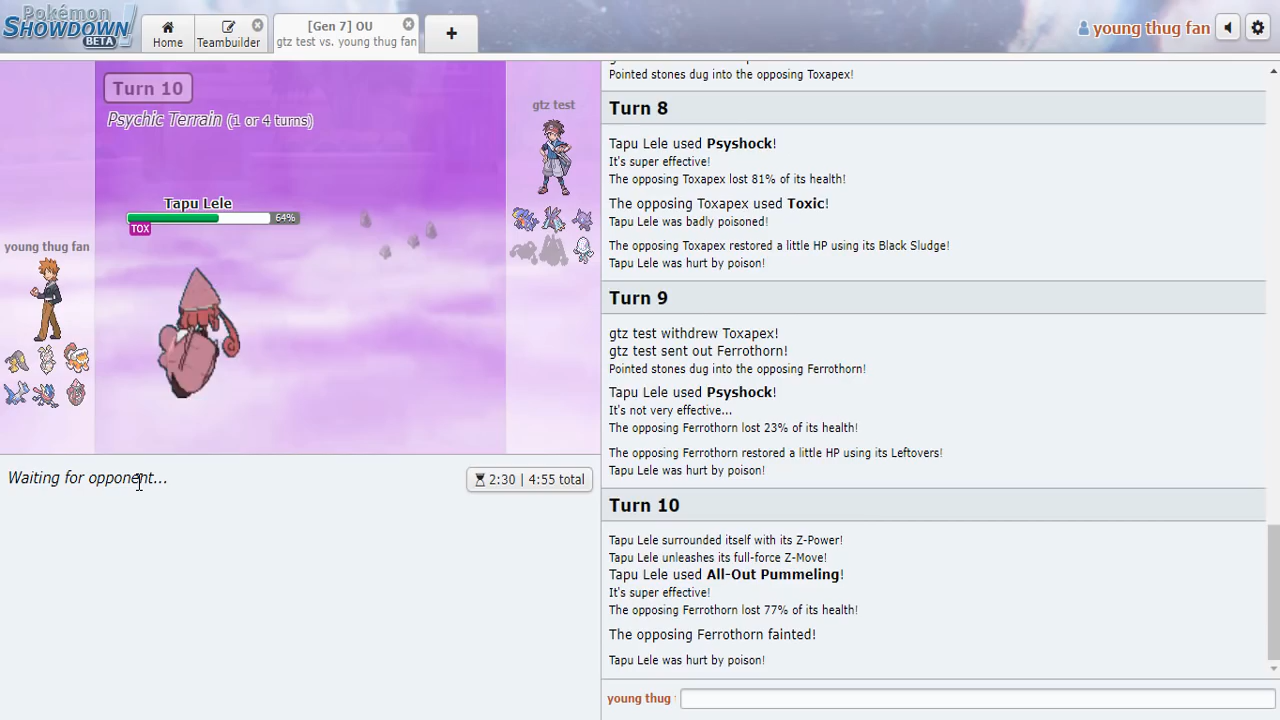 Pokémon
SHOWDOWN!
BETA
Home
Teambuilder
[Gen 7] OU
gtz test vs. young thug fan
+
young thug fan
Turn 10
Psychic Terrain (1 or 4 turns)
gtz test
Tapu Lele
64%
TOX
young thug fan
Waiting for opponent...
2:30 | 4:55 total
Pointed stones dug into the opposing Toxapex!
Turn 8
Tapu Lele used Psyshock!
It's super effective!
The opposing Toxapex lost 81% of its health!
The opposing Toxapex used Toxic!
Tapu Lele was badly poisoned!
The opposing Toxapex restored a little HP using its Black Sludge!
Tapu Lele was hurt by poison!
Turn 9
gtz test withdrew Toxapex!
gtz test sent out Ferrothorn!
Pointed stones dug into the opposing Ferrothorn!
Tapu Lele used Psyshock!
It's not very effective...
The opposing Ferrothorn lost 23% of its health!
The opposing Ferrothorn restored a little HP using its Leftovers!
Tapu Lele was hurt by poison!
Turn 10
Tapu Lele surrounded itself with its Z-Power!
Tapu Lele unleashes its full-force Z-Move!
Tapu Lele used All-Out Pummeling!
It's super effective!
The opposing Ferrothorn lost 77% of its health!
The opposing Ferrothorn fainted!
Tapu Lele was hurt by poison!
young thug